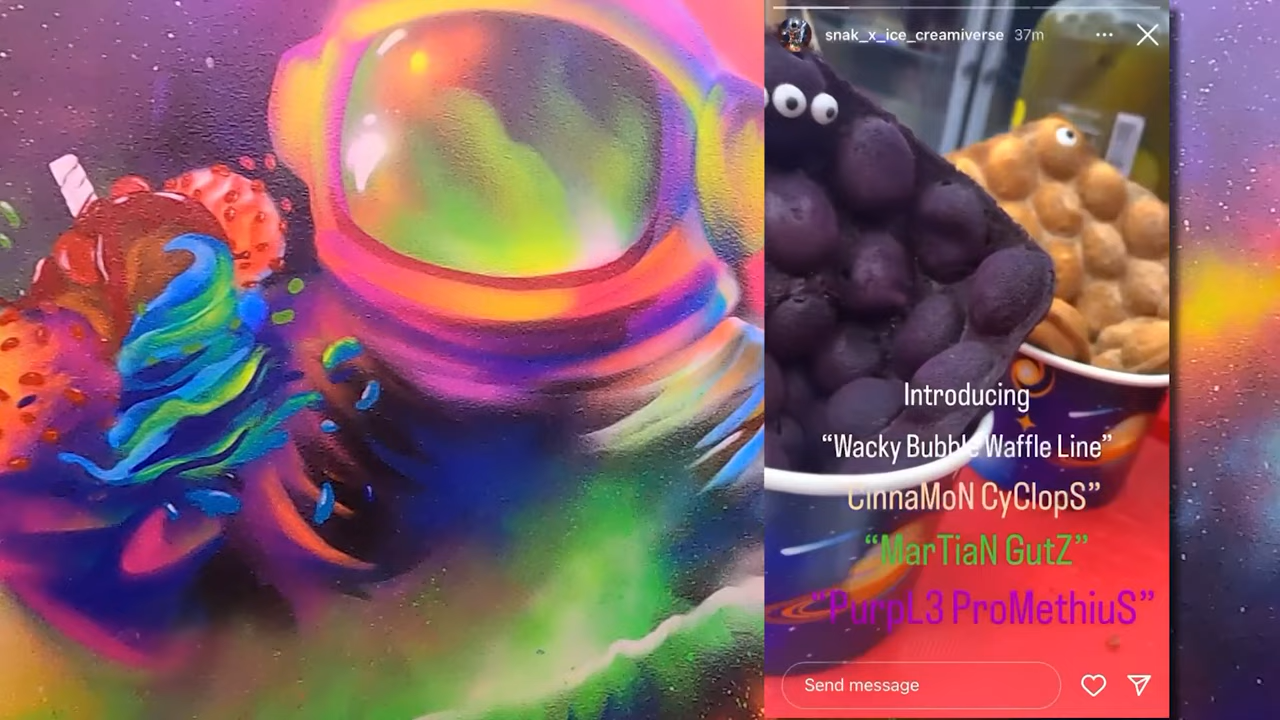 snak_x_ice_creamiverse 37m
Introducing
“Wacky Bubble Waffle Line”
CinnaMoN CyClopS”
“MarTiaN GutZ”
“PurpL3 ProMethiuS”
Send message